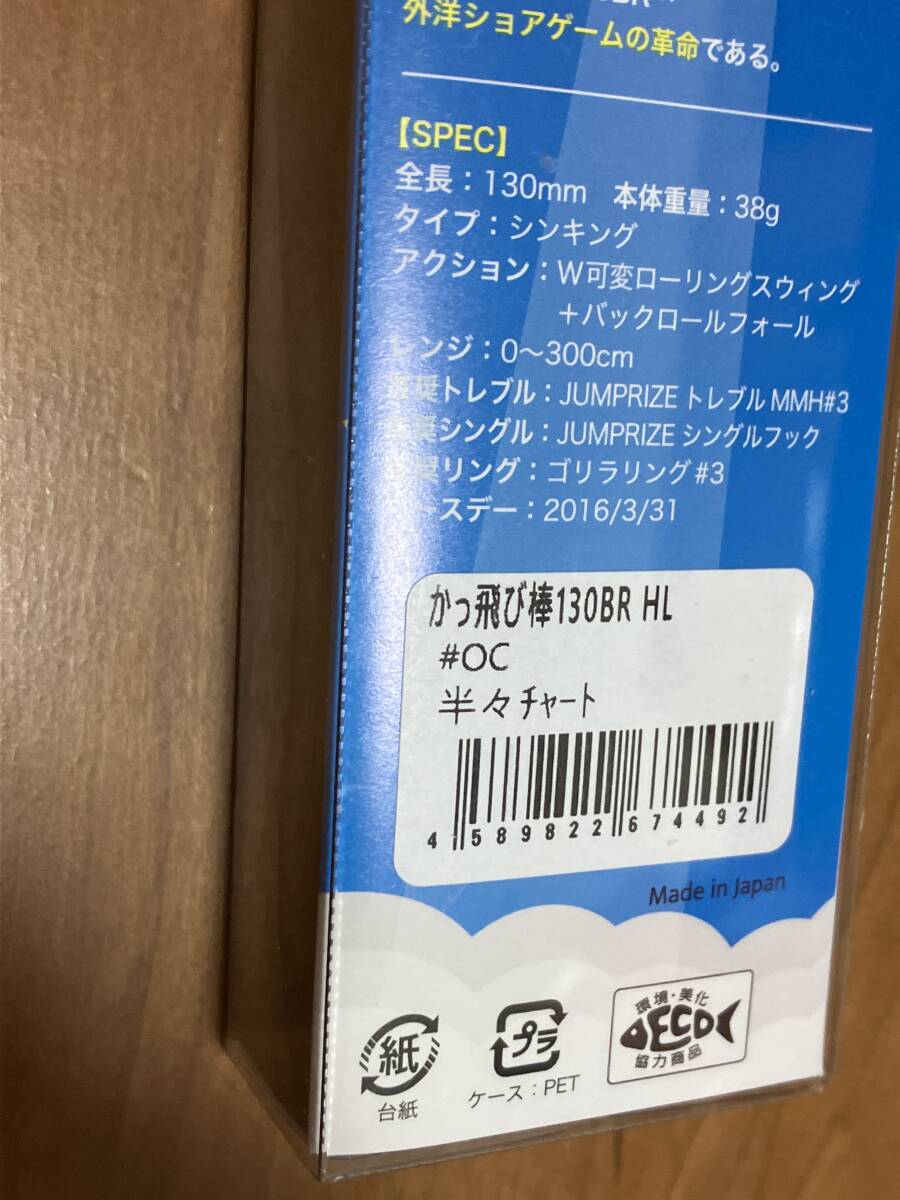 外洋ショアゲームの革命である。
【SPEC】
全長：130mm 本体重量：38g
タイプ：シンキング
アクション：W可変ローリングスウィング
＋バックロールフォール
レンジ：0〜300cm
トレブル：JUMPRIZE トレブル MMH#3
シングル：JUMPRIZE シングルフック
リング：ゴリラリング #3
バースデー：2016/3/31
かっ飛び棒130BR HL
#OC
半々チャート
4 589822 674492
Made in Japan
紙
台紙
プラ
ケース：PET
環境・美化
ECO
協力商品